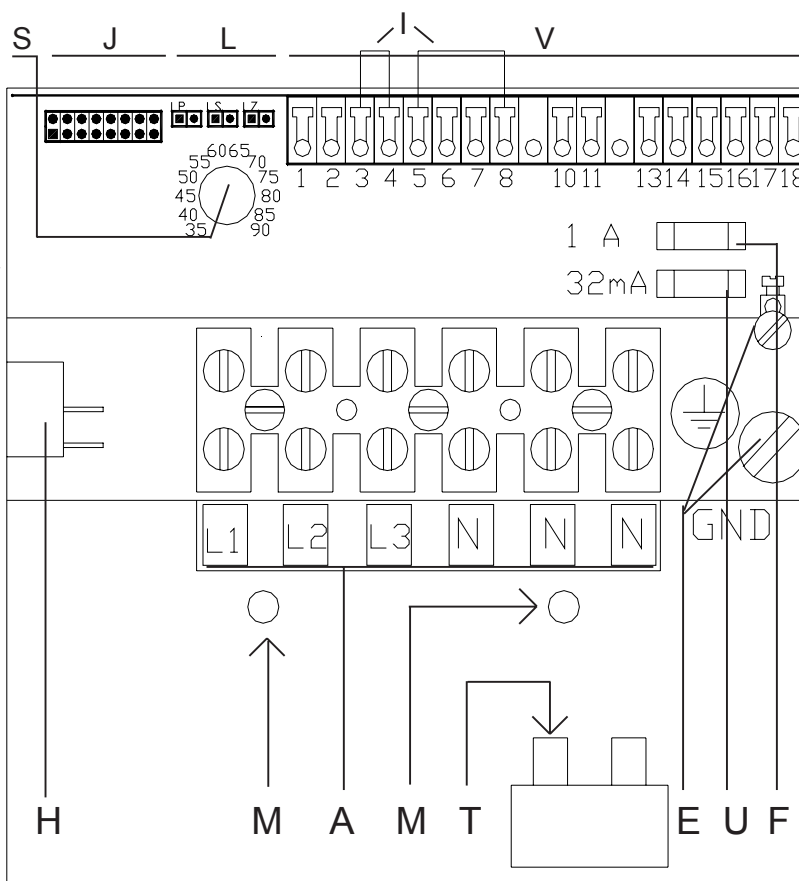 S J L I V
LP LS LZ
1 2 3 4 5 6 7 8 10 11 13 14 15 16 17 18
35 40 45 50 55 60 65 70 75 80 85 90
1 A
32mA
L1 L2 L3 N N N GND
H M A M T E U F